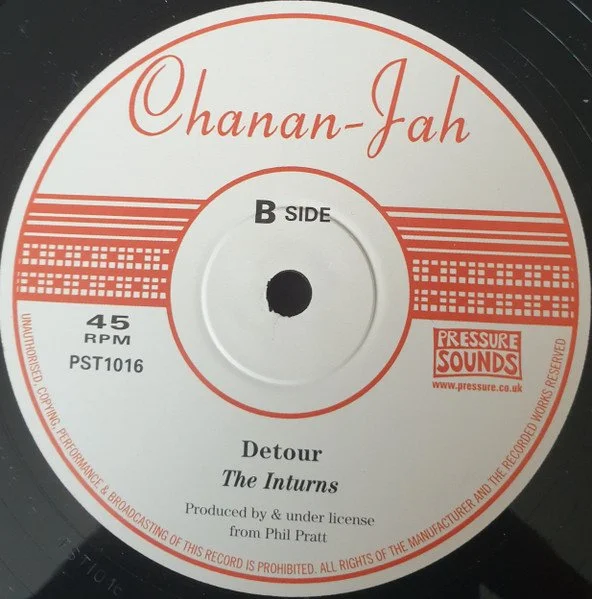 Chanan-Jah
B SIDE
45
RPM
PST1016
PRESSURE
SOUNDS
www.pressure.co.uk
Detour
The Inturns
Produced by & under license
from Phil Pratt
UNAUTHORISED, COPYING, PERFORMANCE & BROADCASTING OF THIS RECORD IS PROHIBITED. ALL RIGHTS OF THE MANUFACTURER AND THE RECORDED WORKS RESERVED